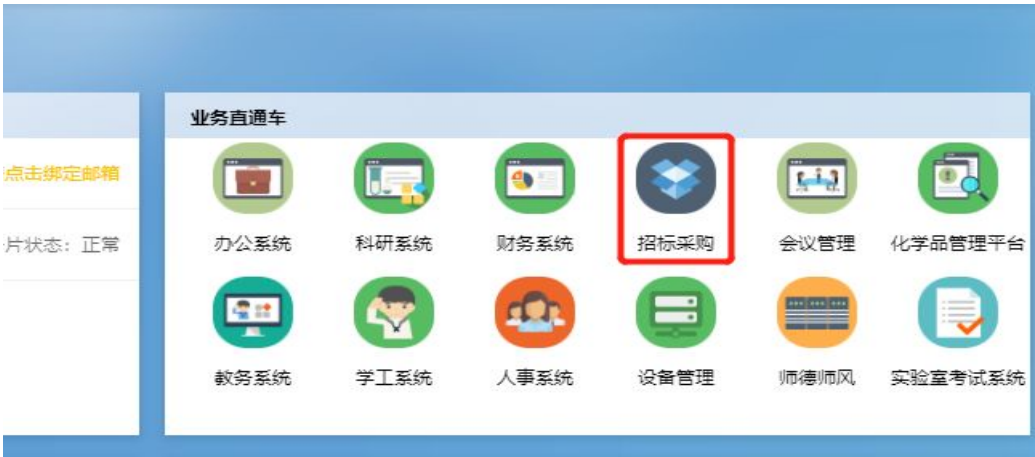 业务直通车
点击绑定邮箱
片状态：正常
办公系统 科研系统 财务系统 招标采购 会议管理 化学品管理平台
教务系统 学工系统 人事系统 设备管理 师德师风 实验室考试系统